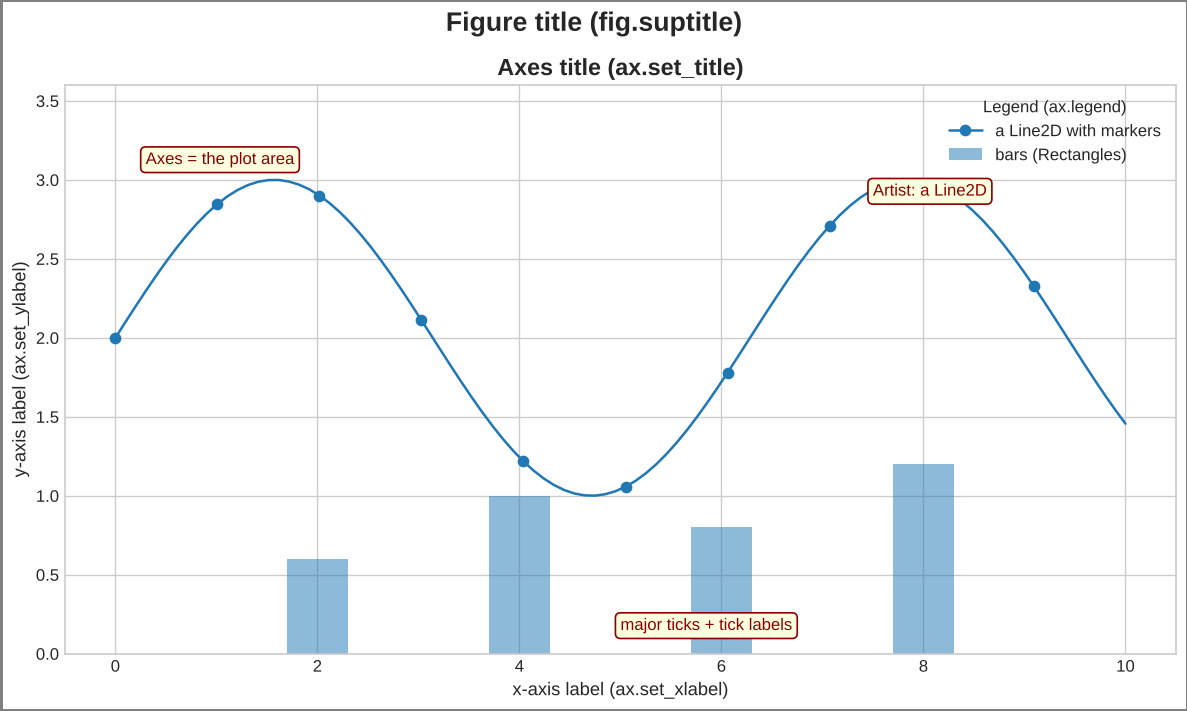 Figure title (fig.suptitle)
Axes title (ax.set_title)
Legend (ax.legend)
a Line2D with markers
bars (Rectangles)
Axes = the plot area
Artist: a Line2D
major ticks + tick labels
y-axis label (ax.set_ylabel)
3.5
3.0
2.5
2.0
1.5
1.0
0.5
0.0
0 2 4 6 8 10
x-axis label (ax.set_xlabel)